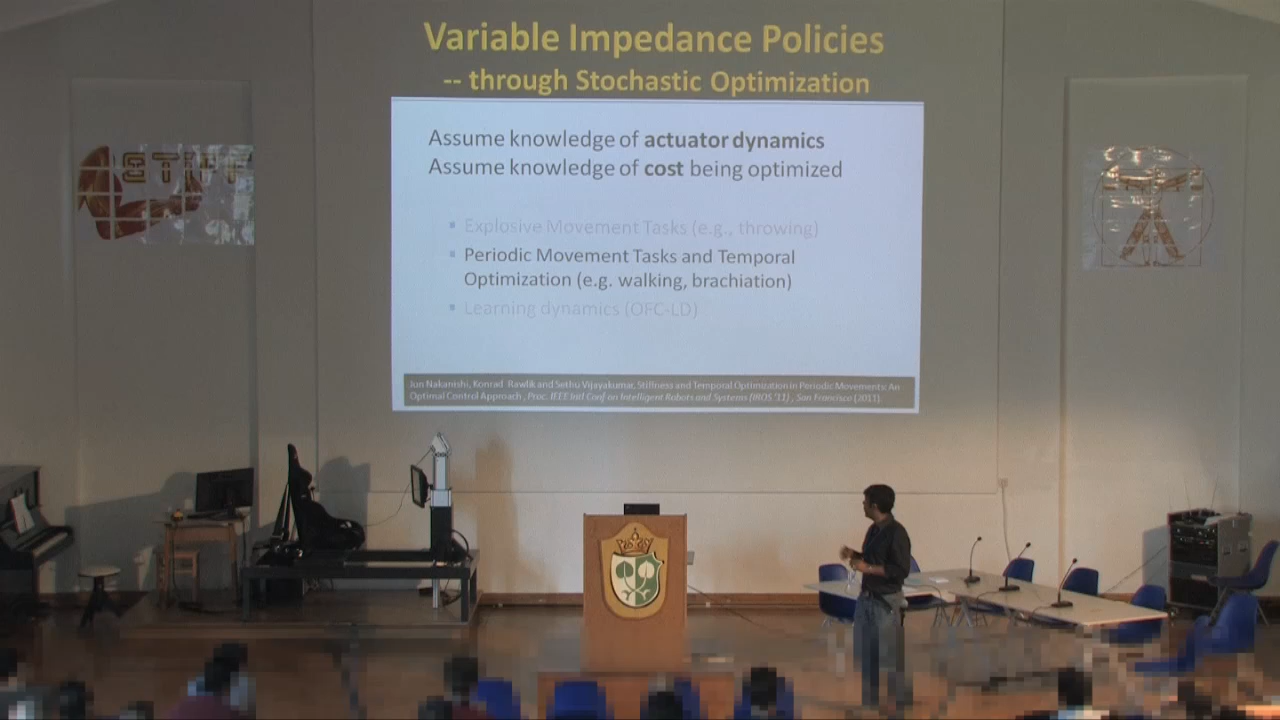 Variable Impedance Policies
-- through Stochastic Optimization
Assume knowledge of actuator dynamics
Assume knowledge of cost being optimized
Explosive Movement Tasks (e.g., throwing)
Periodic Movement Tasks and Temporal
Optimization (e.g. walking, brachiation)
Learning dynamics (OFC-LD)
Jun Nakanishi, Konrad Rawlik and Sethu Vijayakumar, Stiffness and Temporal Optimization in Periodic Movements: An
Optimal Control Approach , Proc. IEEE Intl Conf on Intelligent Robots and Systems (IROS '11) , San Francisco (2011).
STIFF